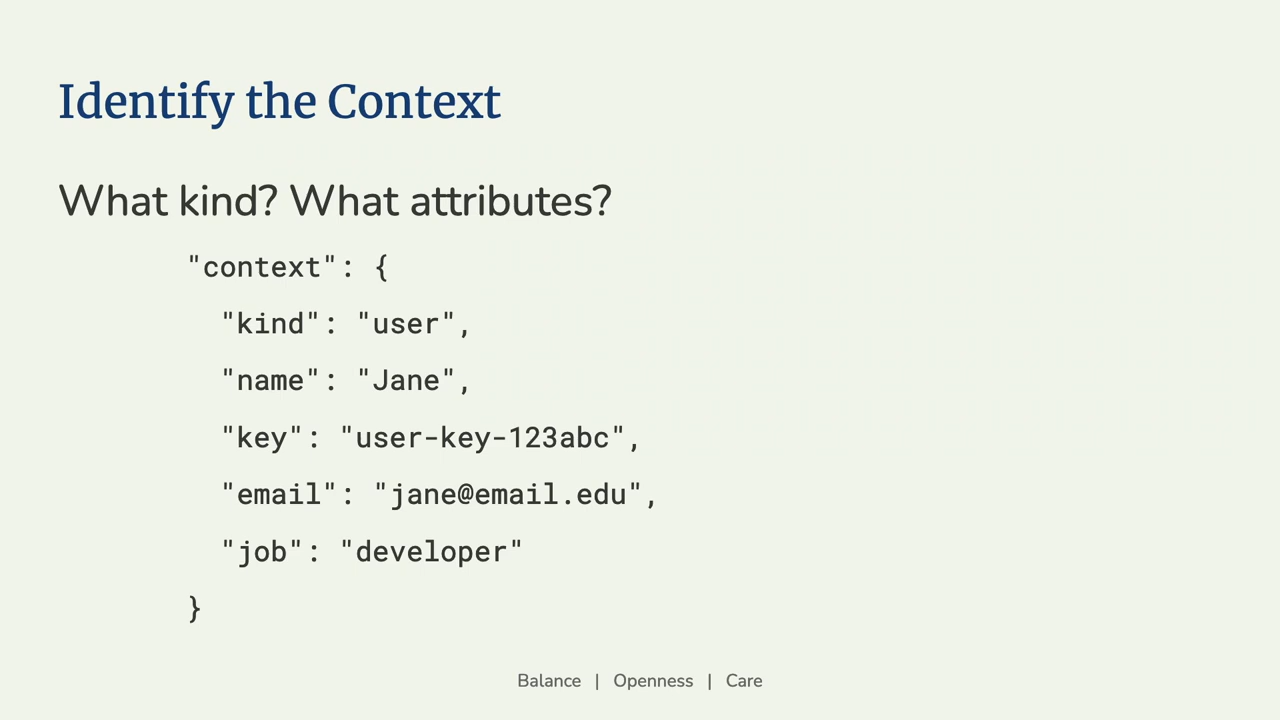 Identify the Context
What kind? What attributes?
"context": {
"kind": "user",
"name": "Jane",
"key": "user-key-123abc",
"email": "jane@email.edu",
"job": "developer"
}
Balance | Openness | Care